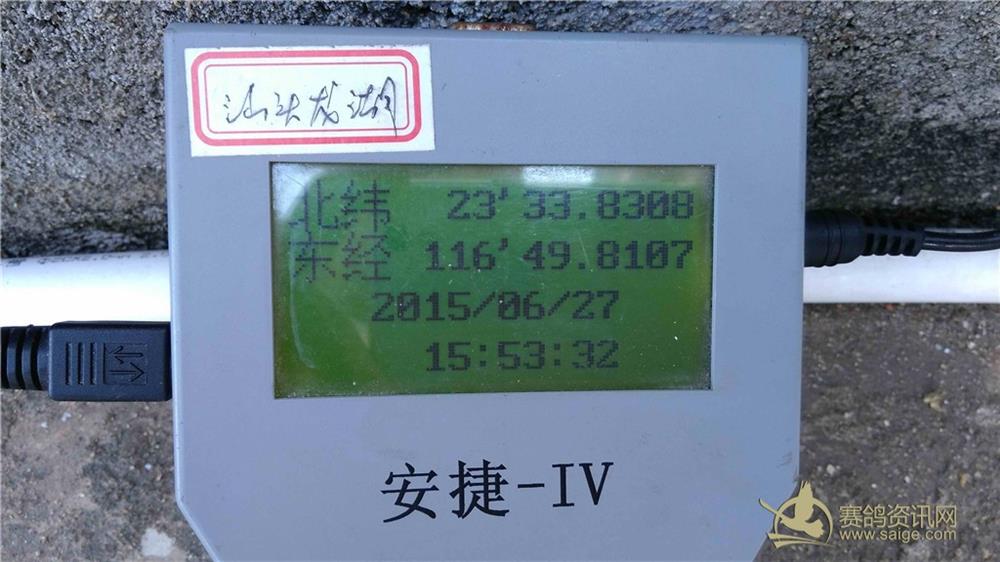 汕头龙湖
北纬 23'33.8308
东经 116'49.8107
2015/06/27
15:53:32
安捷-IV
赛鸽资讯网
www.saige.com